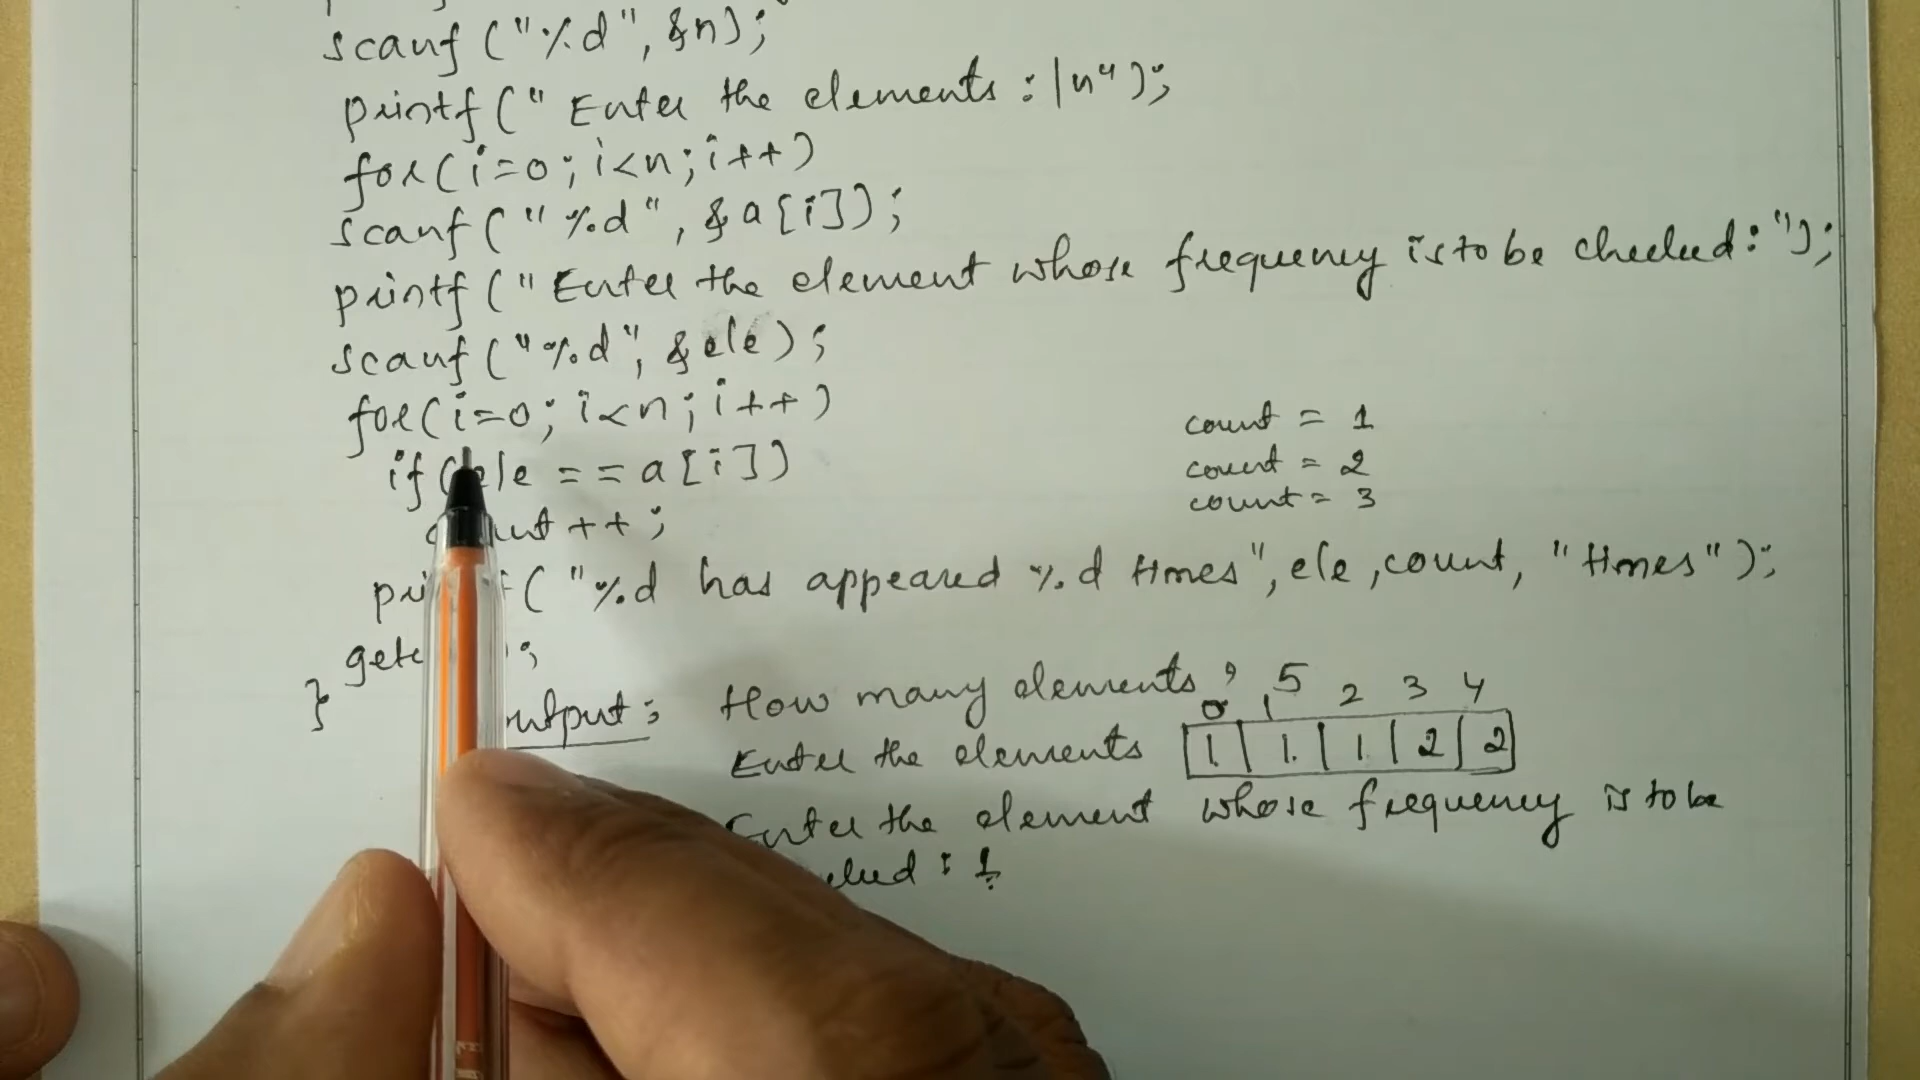 scanf ("%d", &n);
printf (" Enter the elements : \n");
for(i=0; i<n; i++)
scanf ("%d", &a[i]);
printf ("Enter the element whose frequency is to be checked: ");
scanf ("%d", &ele);
for(i=0; i<n; i++)
if(ele == a[i])
count++;
count = 1
count = 2
count = 3
("%d has appeared %d times", ele, count, "times");
;
}
How many elements ? 5
0 1 2 3 4
Enter the elements 1 1 1 2 2
Enter the element whose frequency is to be
: 1